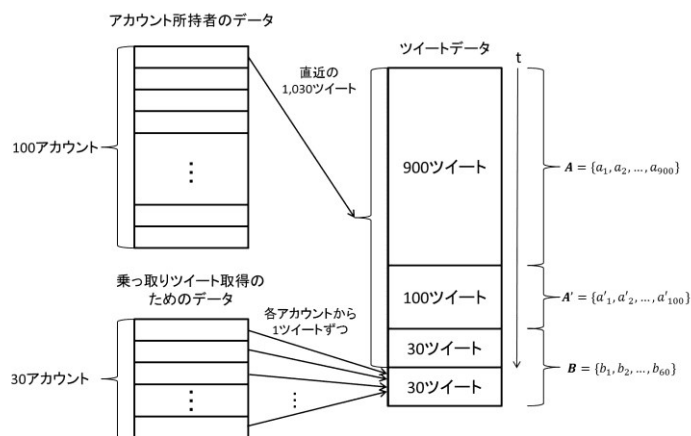 アカウント所持者のデータ
100アカウント
⋮
直近の
1,030ツイート
ツイートデータ
t
900ツイート
100ツイート
30ツイート
30ツイート
A = {a₁, a₂, …, a₉₀₀}
A' = {a'₁, a'₂, …, a'₁₀₀}
B = {b₁, b₂, …, b₆₀}
乗っ取りツイート取得の
ためのデータ
30アカウント
⋮
各アカウントから
1ツイートずつ
⋮